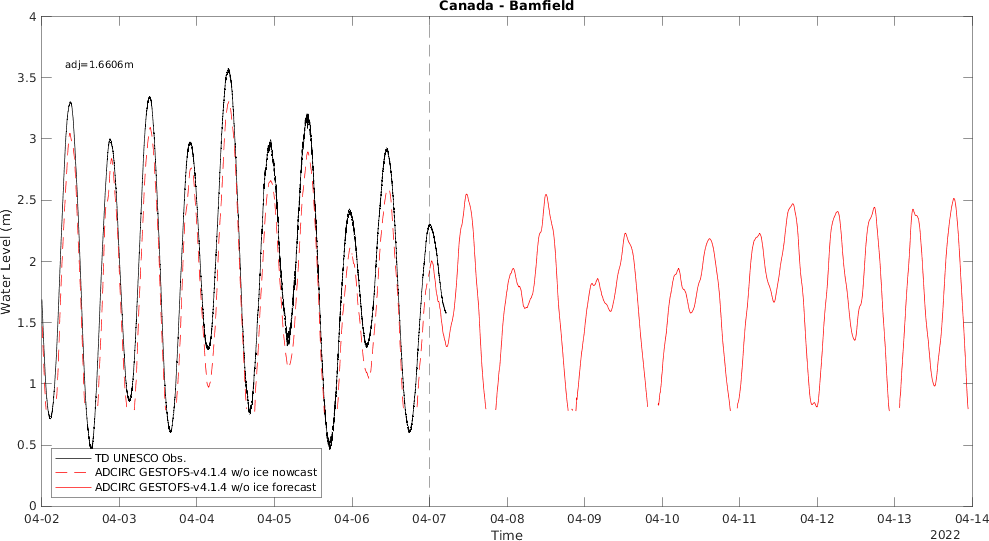 Canada - Bamfield
4
3.5
3
2.5
2
1.5
1
0.5
0
Water Level (m)
adj=1.6606m
TD UNESCO Obs.
ADCIRC GESTOFS-v4.1.4 w/o ice nowcast
ADCIRC GESTOFS-v4.1.4 w/o ice forecast
04-02 04-03 04-04 04-05 04-06 04-07 04-08 04-09 04-10 04-11 04-12 04-13 04-14
Time
2022